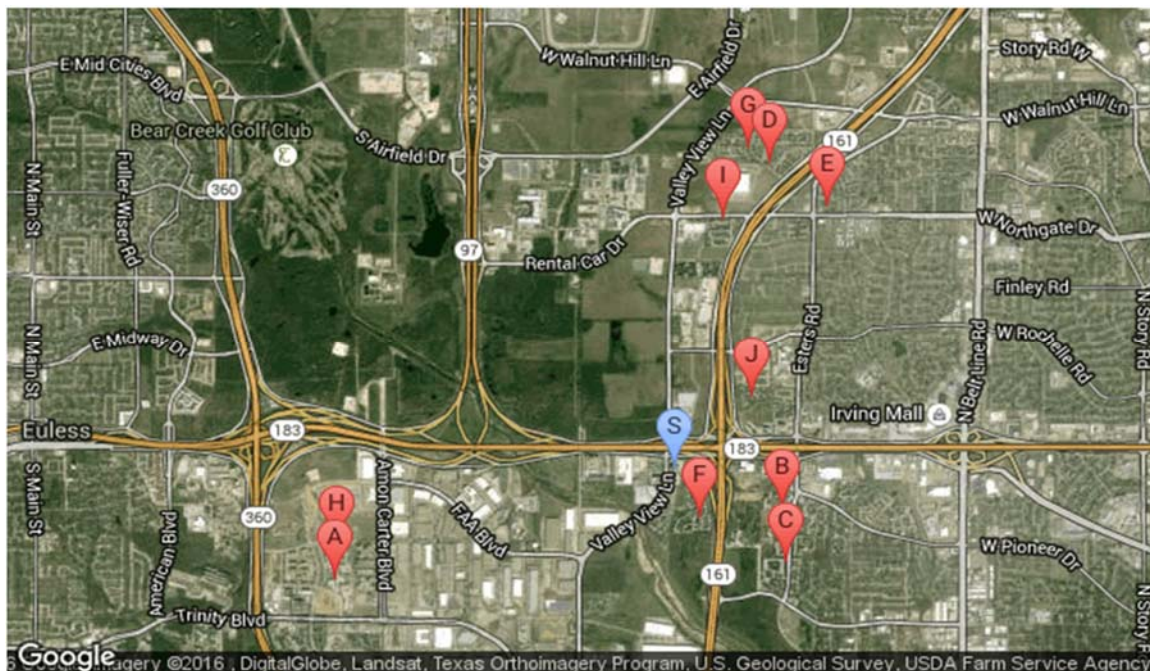 Story Rd W
W Walnut Hill Ln
E Airfield Dr
E Mid Cities Blvd
W Walnut Hill Ln
G
D
Valley View Ln
Bear Creek Golf Club
161
S Airfield Dr
E
I
N Main St
Fuller-Wiser Rd
360
W Northgate Dr
97
Rental Car Dr
Finley Rd
N Main St
E Midway Dr
Esters Rd
W Rochelle Rd
N Story Rd
J
N Belt Line Rd
Irving Mall
Euless
183
S
183
S Main St
Amon Carter Blvd
F
B
H
360
FAA Blvd
Valley View Ln
C
A
American Blvd
W Pioneer Dr
161
Trinity Blvd
N Story
Google
Imagery ©2016 , DigitalGlobe, Landsat, Texas Orthoimagery Program, U.S. Geological Survey, USDA Farm Service Agency